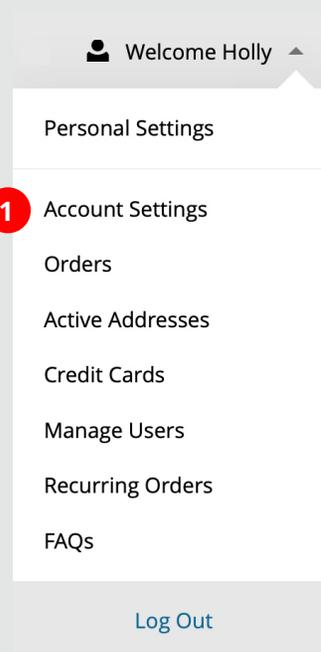 Welcome Holly
Personal Settings
1
Account Settings
Orders
Active Addresses
Credit Cards
Manage Users
Recurring Orders
FAQs
Log Out